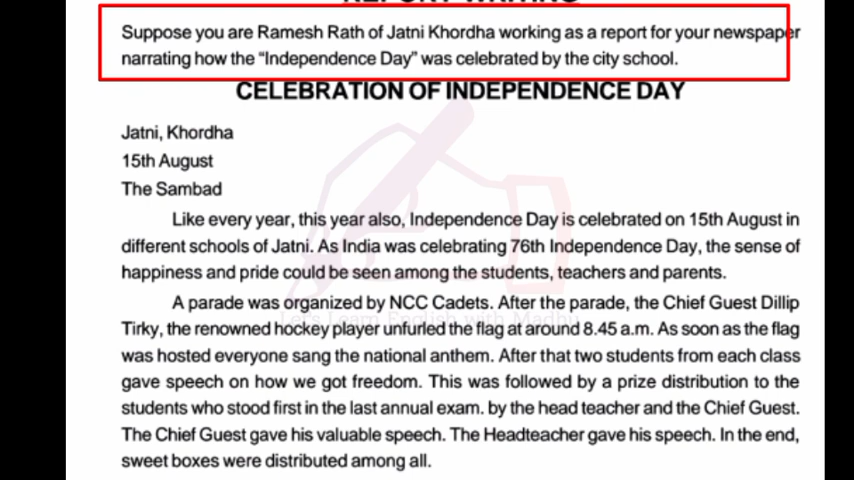 REPORT WRITING
Suppose you are Ramesh Rath of Jatni Khordha working as a report for your newspaper
narrating how the “Independence Day” was celebrated by the city school.
CELEBRATION OF INDEPENDENCE DAY
Jatni, Khordha
15th August
The Sambad
Like every year, this year also, Independence Day is celebrated on 15th August in
different schools of Jatni. As India was celebrating 76th Independence Day, the sense of
happiness and pride could be seen among the students, teachers and parents.
A parade was organized by NCC Cadets. After the parade, the Chief Guest Dillip
Let's Learn English with Madhu
Tirky, the renowned hockey player unfurled the flag at around 8.45 a.m. As soon as the flag
was hosted everyone sang the national anthem. After that two students from each class
gave speech on how we got freedom. This was followed by a prize distribution to the
students who stood first in the last annual exam. by the head teacher and the Chief Guest.
The Chief Guest gave his valuable speech. The Headteacher gave his speech. In the end,
sweet boxes were distributed among all.